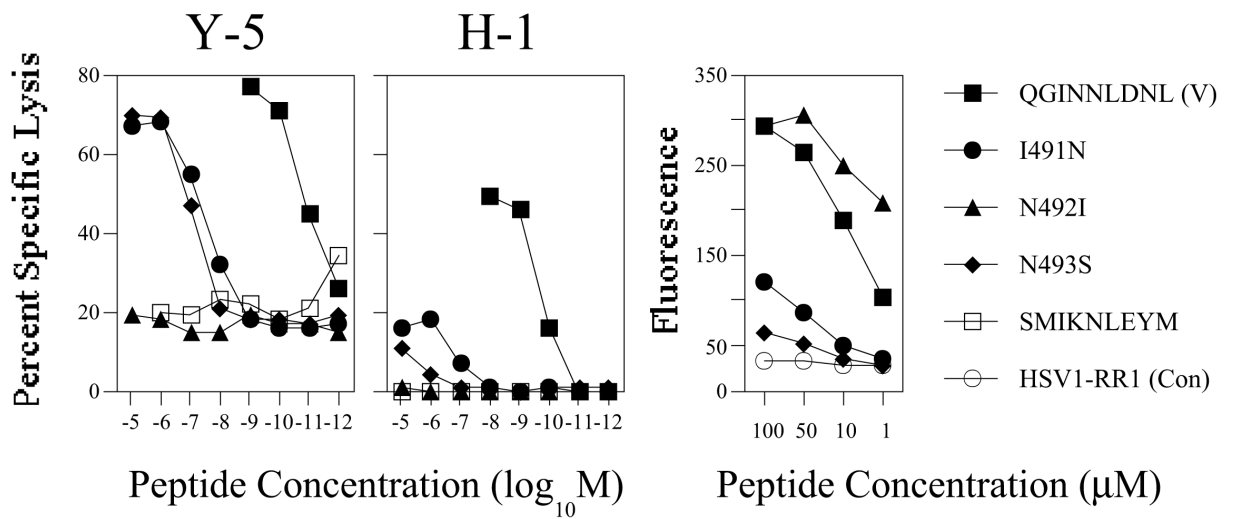 Y-5
H-1
Percent Specific Lysis
80
60
40
20
0
-5 -6 -7 -8 -9 -10 -11 -12
-5 -6 -7 -8 -9 -10 -11 -12
Peptide Concentration (log10M)
Fluorescence
350
250
150
50
0
100 50 10 1
Peptide Concentration (μM)
QGINNLDNL (V)
I491N
N492I
N493S
SMIKNLEYM
HSV1-RR1 (Con)